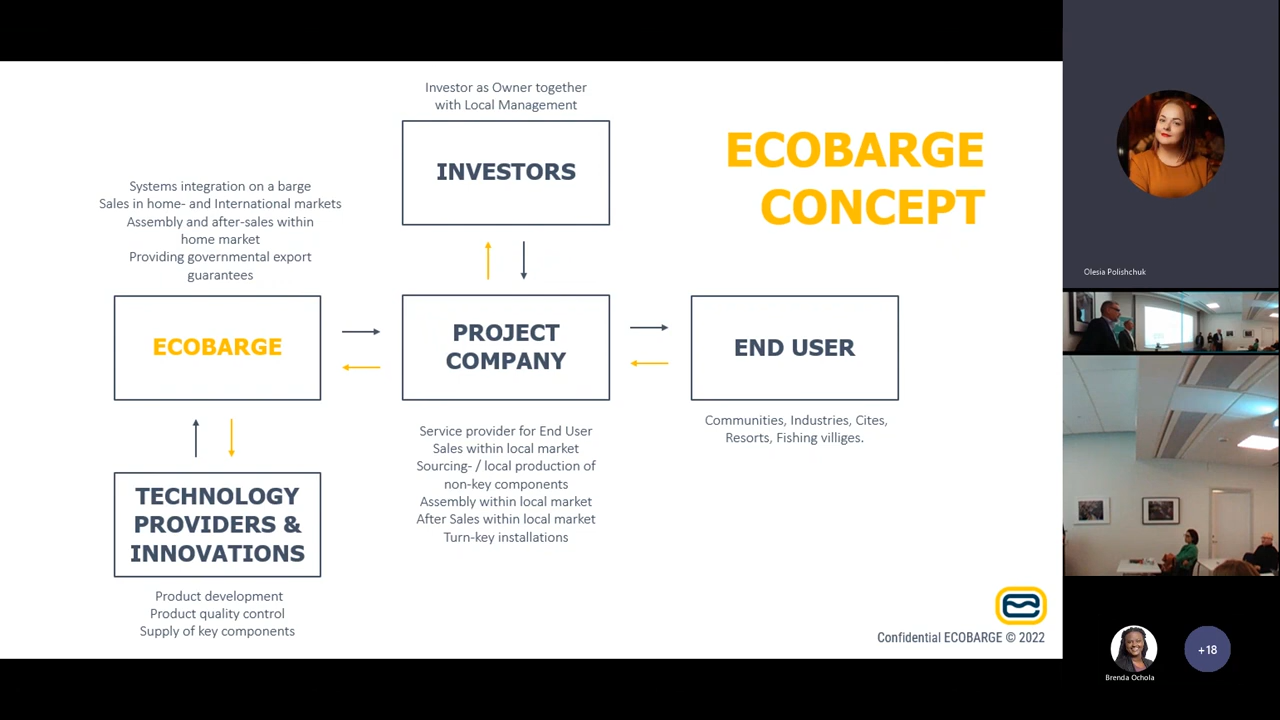 Investor as Owner together
with Local Management
INVESTORS
ECOBARGE
CONCEPT
Systems integration on a barge
Sales in home- and International markets
Assembly and after-sales within
home market
Providing governmental export
guarantees
ECOBARGE
PROJECT
COMPANY
END USER
Communities, Industries, Cites,
Resorts, Fishing villiges.
Service provider for End User
Sales within local market
Sourcing- / local production of
non-key components
Assembly within local market
After Sales within local market
Turn-key installations
TECHNOLOGY
PROVIDERS &
INNOVATIONS
Product development
Product quality control
Supply of key components
Confidential ECOBARGE © 2022
Olesia Polishchuk
Brenda Ochola
+18